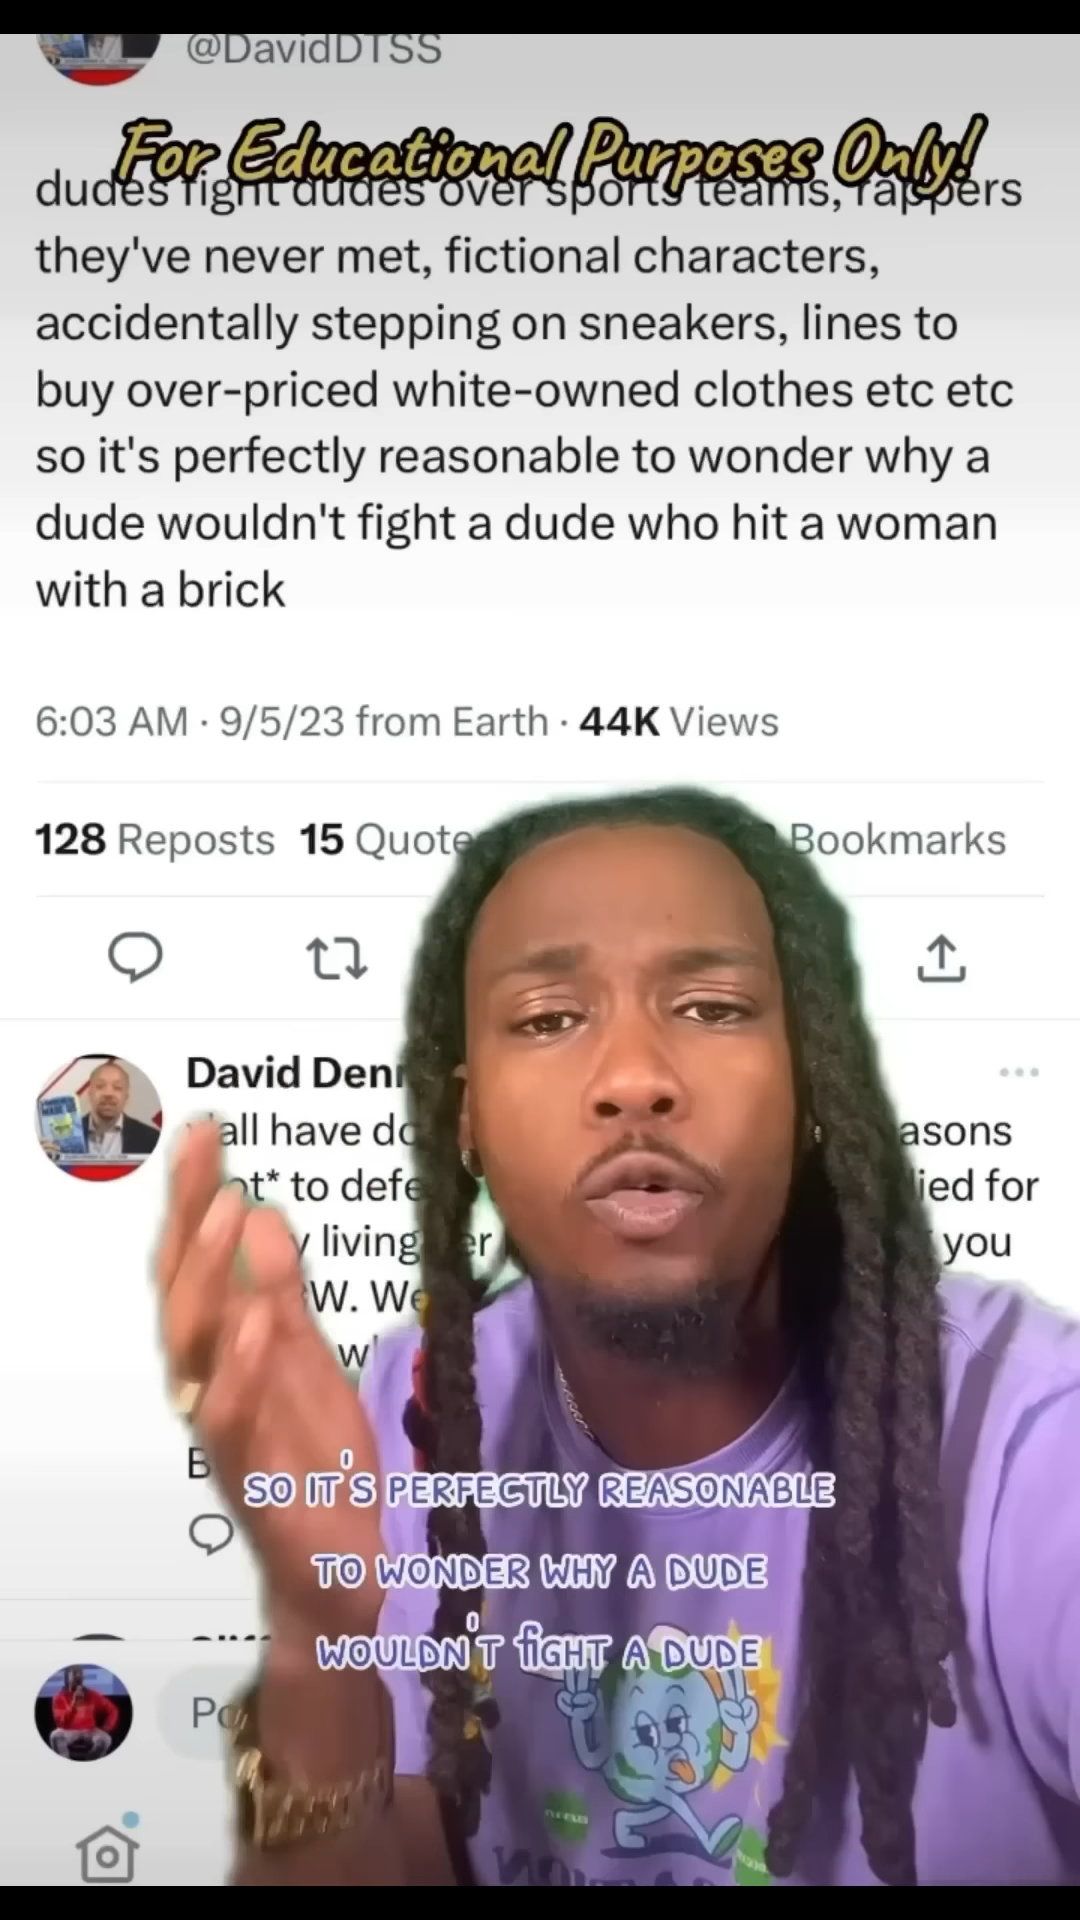 @DavidDTSS
For Educational Purposes Only!
dudes fight dudes over sports teams, rappers
they've never met, fictional characters,
accidentally stepping on sneakers, lines to
buy over-priced white-owned clothes etc etc
so it's perfectly reasonable to wonder why a
dude wouldn't fight a dude who hit a woman
with a brick
6:03 AM · 9/5/23 from Earth · 44K Views
128 Reposts 15 Quote Bookmarks
David Den
all have asons
to defe ied for
living er you
W. We
SO IT'S PERFECTLY REASONABLE
TO WONDER WHY A DUDE
WOULDN'T fIGHT A DUDE